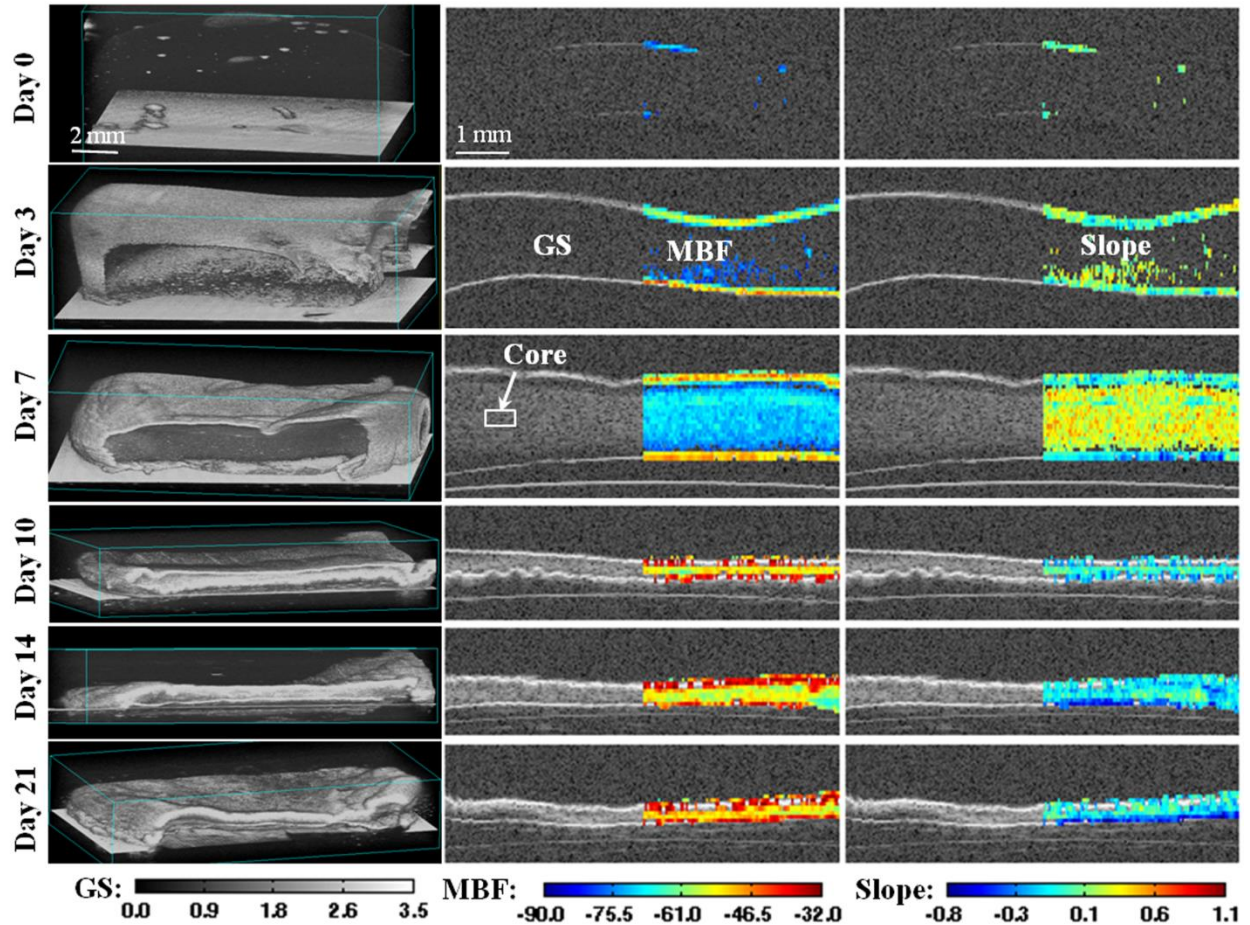 Day 0
2 mm
1 mm
Day 3
GS
MBF
Slope
Day 7
Core
Day 10
Day 14
Day 21
GS:
0.0 0.9 1.8 2.6 3.5
MBF:
-90.0 -75.5 -61.0 -46.5 -32.0
Slope:
-0.8 -0.3 0.1 0.6 1.1